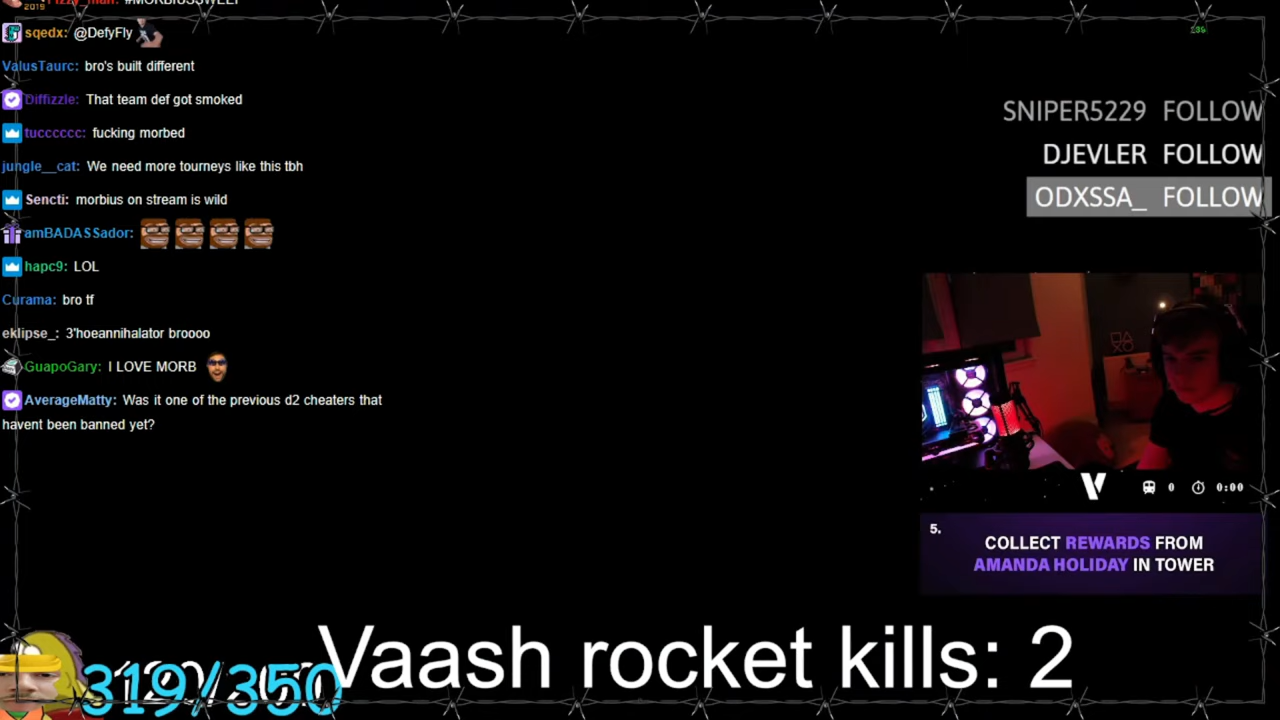 #MORBIUSSWEEP
sqedx: @DefyFly
ValusTaurc: bro's built different
Diffizzle: That team def got smoked
tucccccc: fucking morbed
jungle__cat: We need more tourneys like this tbh
Sencti: morbius on stream is wild
amBADASSador:
hapc9: LOL
Curama: bro tf
eklipse_: 3'hoeannihalator broooo
GuapoGary: I LOVE MORB
AverageMatty: Was it one of the previous d2 cheaters that
havent been banned yet?
SNIPER5229 FOLLOW
DJEVLER FOLLOW
ODXSSA_ FOLLOW
0 0:00
5.
COLLECT REWARDS FROM
AMANDA HOLIDAY IN TOWER
Vaash rocket kills: 2
319/350